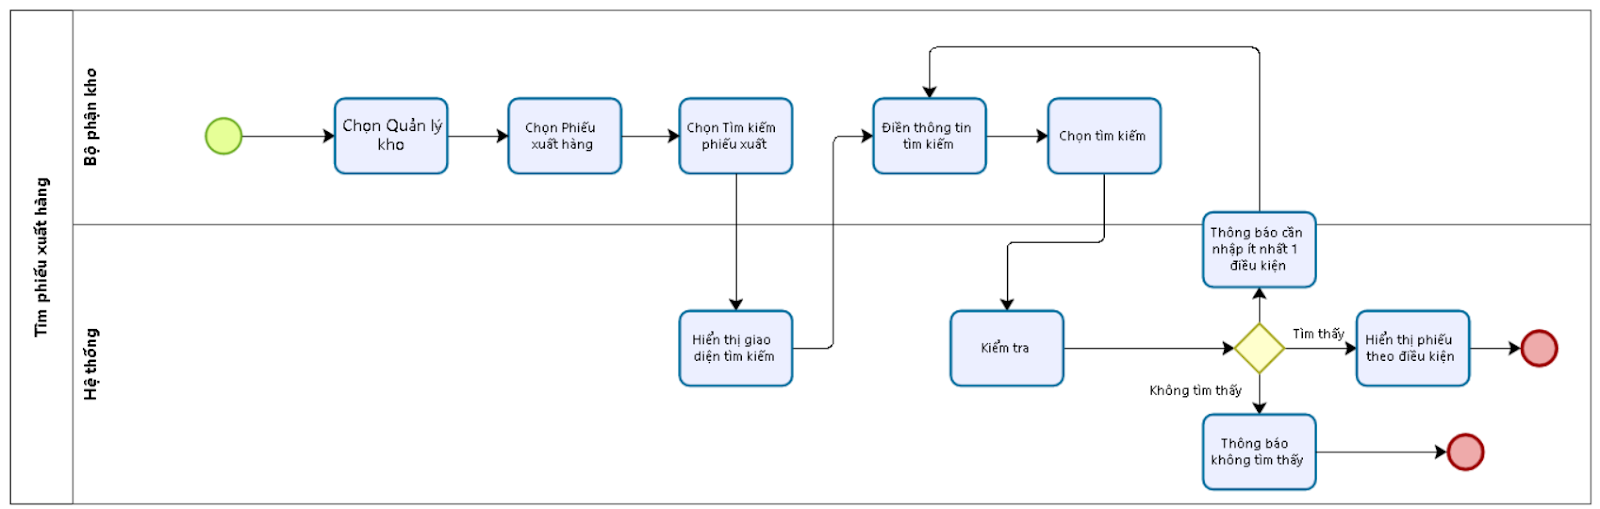 Tìm phiếu xuất hàng
Bộ phận kho
Chọn Quản lý
kho
Chọn Phiếu
xuất hàng
Chọn Tìm kiếm
phiếu xuất
Điền thông tin
tìm kiếm
Chọn tìm kiếm
Hệ thống
Hiển thị giao
diện tìm kiếm
Kiểm tra
Thông báo cần
nhập ít nhất 1
điều kiện
Tìm thấy
Hiển thị phiếu
theo điều kiện
Không tìm thấy
Thông báo
không tìm thấy